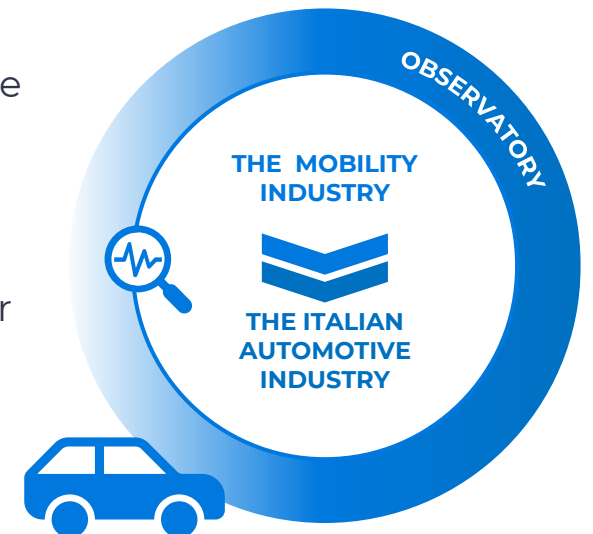 e
OBSERVATORY
THE MOBILITY
INDUSTRY
r
THE ITALIAN
AUTOMOTIVE
INDUSTRY